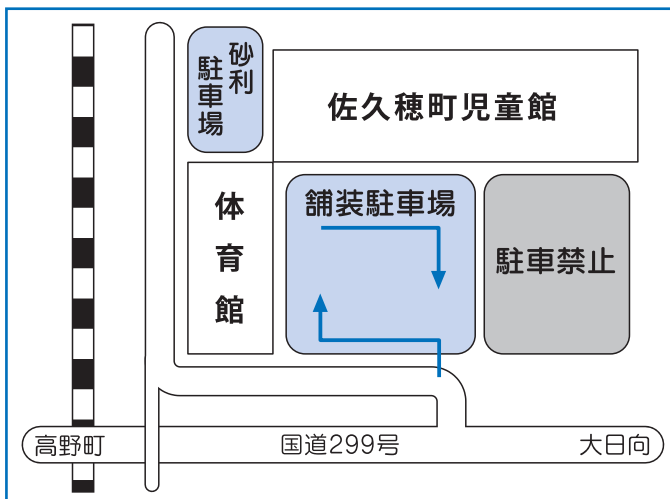 砂利
駐車場
佐久穂町児童館
体育館
舗装駐車場
駐車禁止
高野町
国道299号
大日向